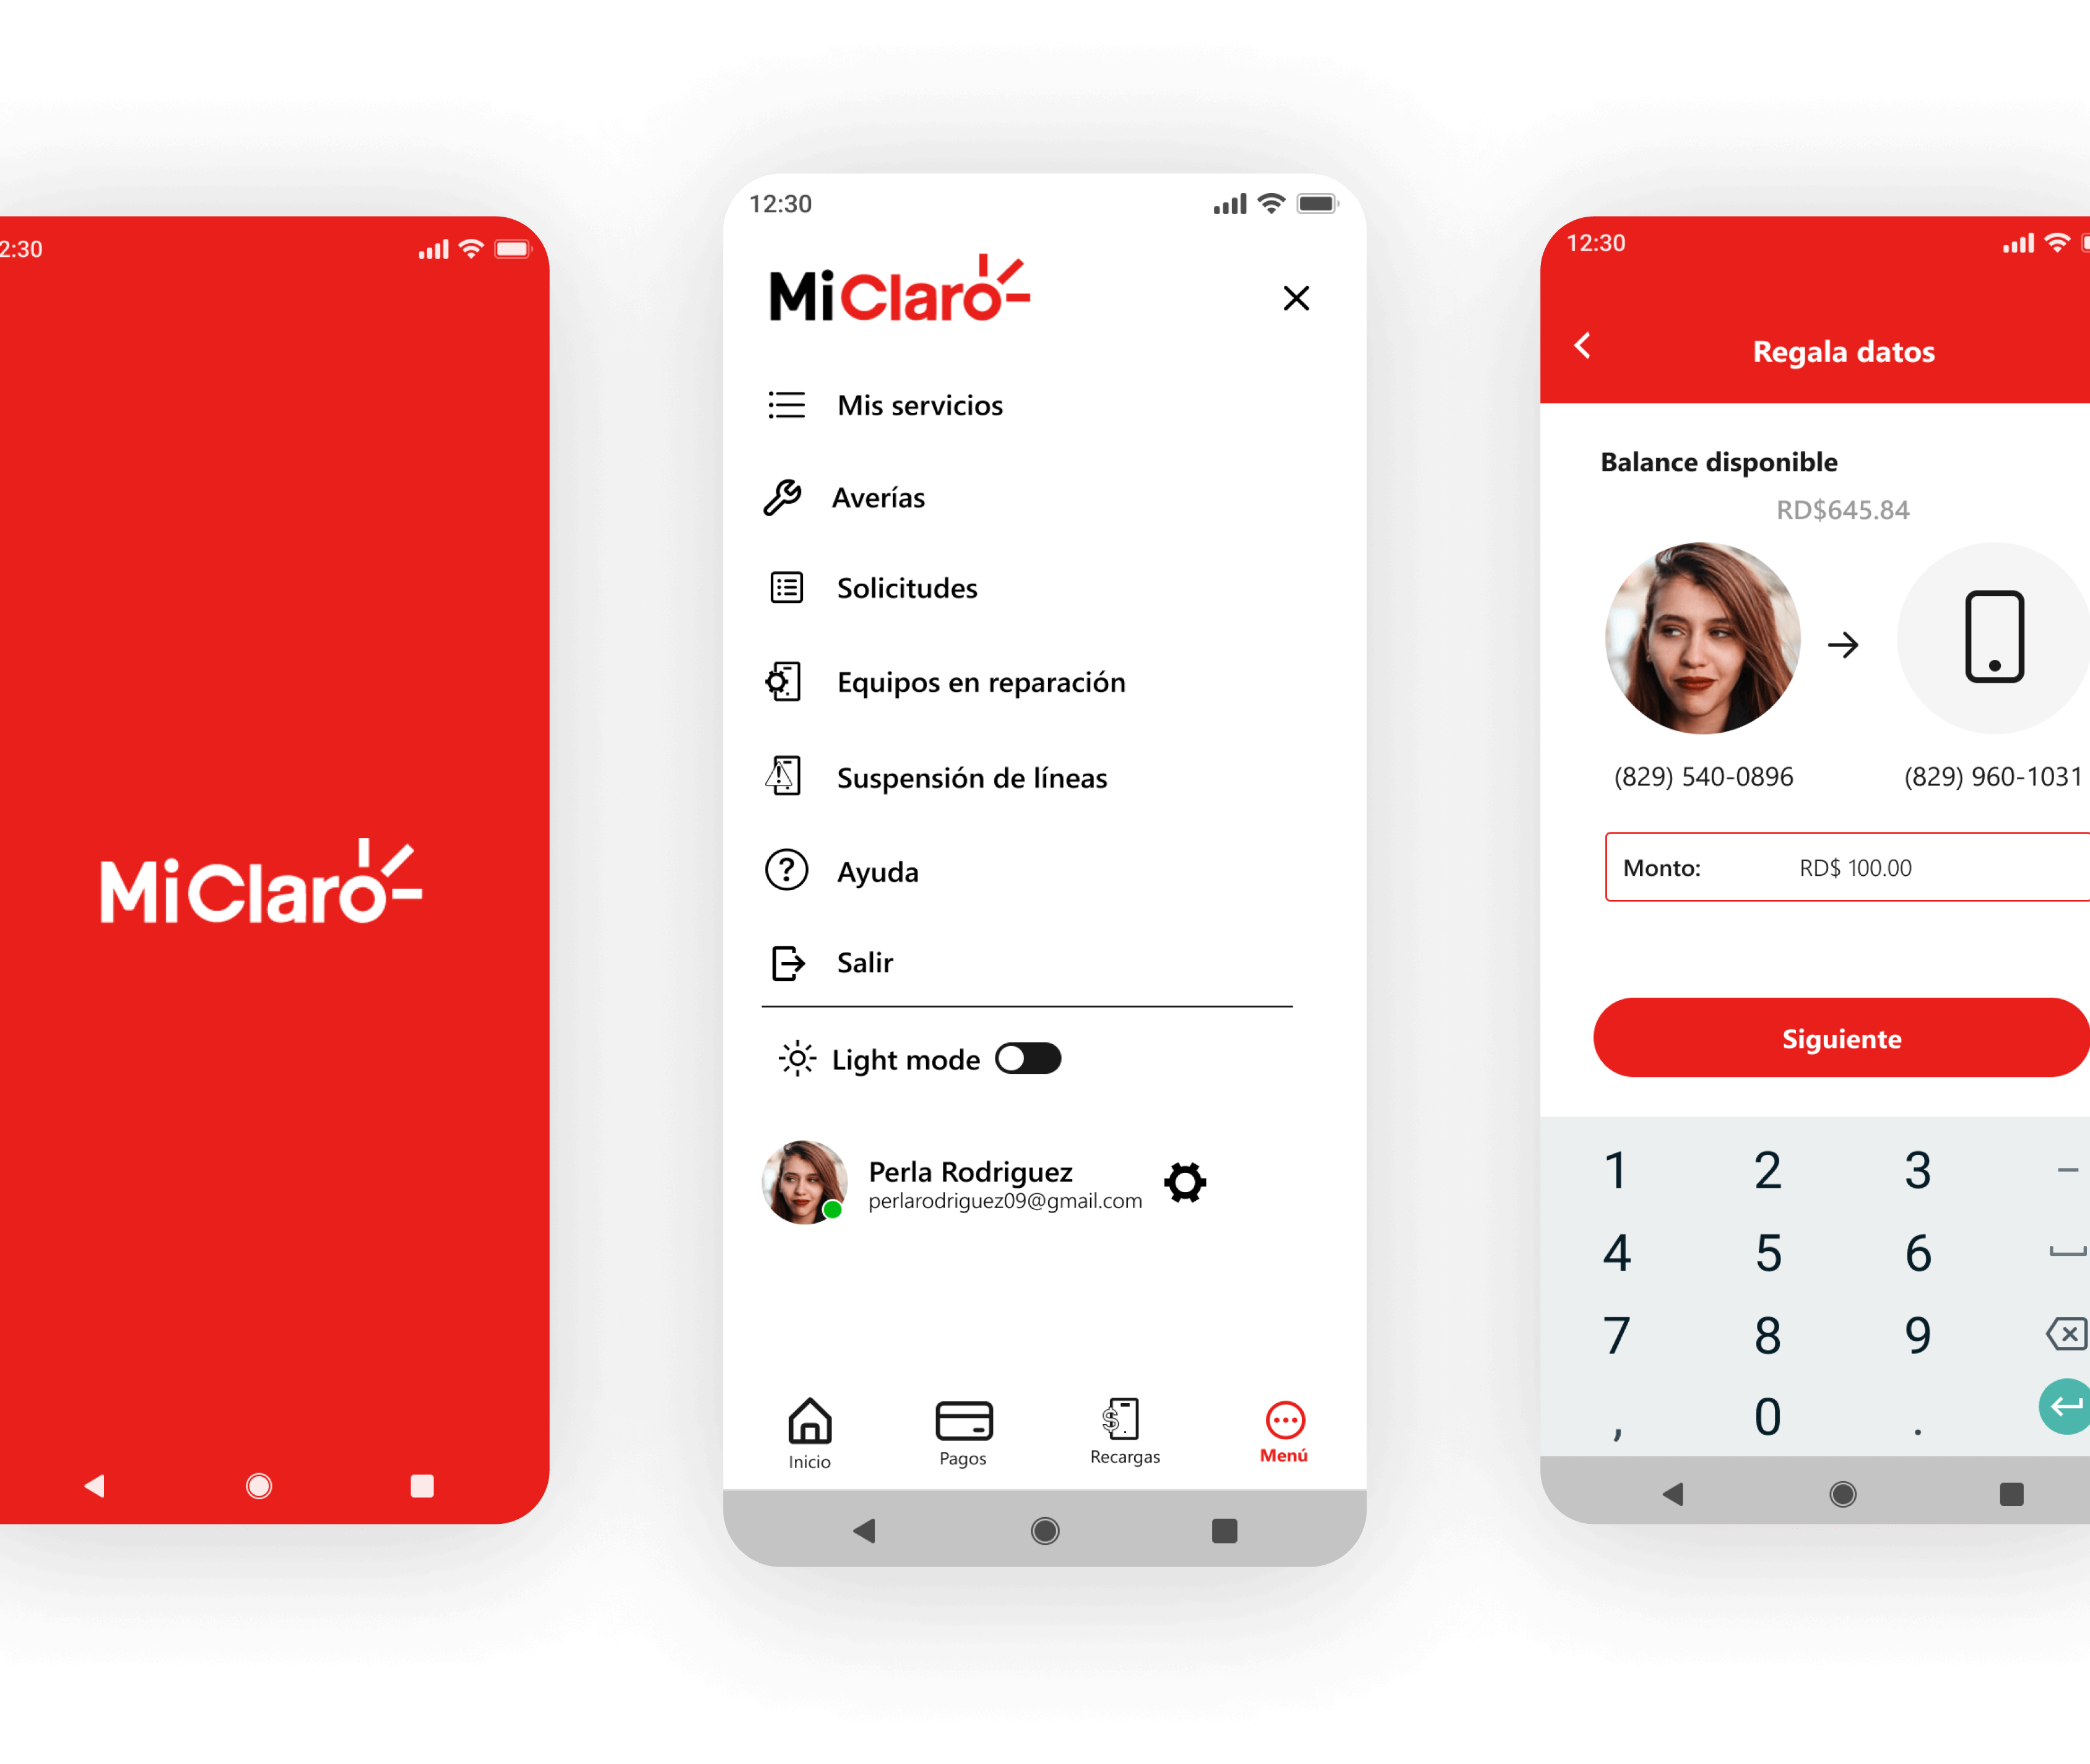 2:30
MiClaro
12:30
MiClaro
Mis servicios
Averías
Solicitudes
Equipos en reparación
Suspensión de líneas
? Ayuda
Salir
Light mode
Perla Rodriguez
perlarodriguez09@gmail.com
Inicio
$
Pagos
Recargas
Menú
12:30
Regala datos
Balance disponible
RD$645.84
(829) 540-0896
(829) 960-1031
Monto: RD$ 100.00
Siguiente
1 2 3 –
4 5 6
7 8 9
, 0 .